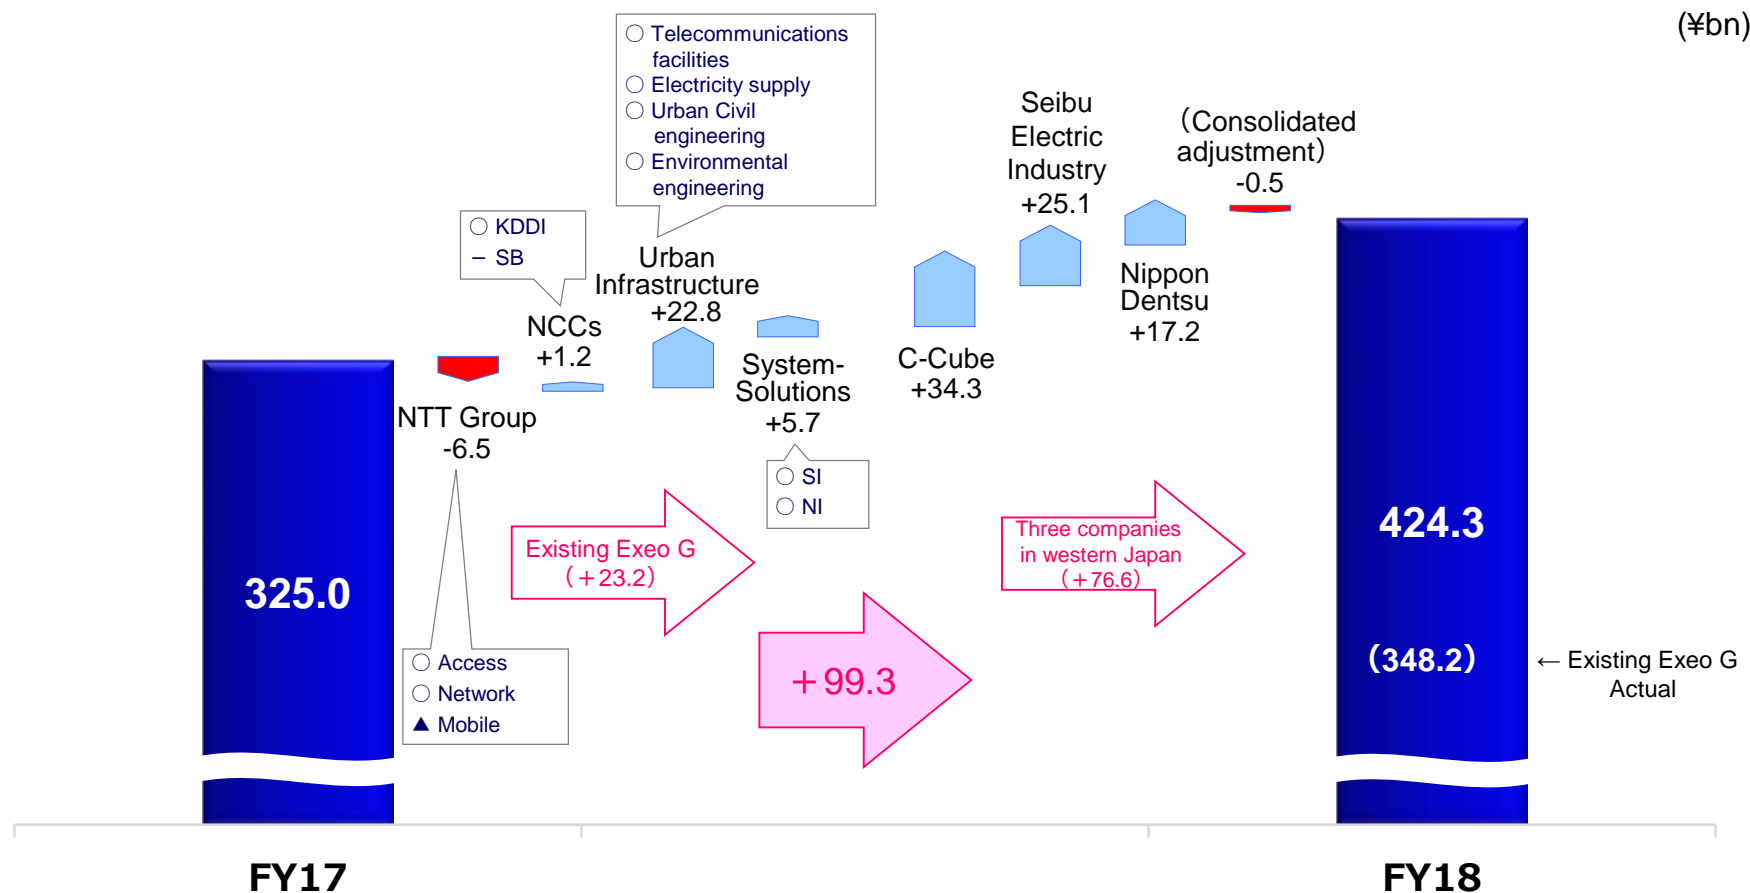 (¥bn)
○ Telecommunications
facilities
○ Electricity supply
○ Urban Civil
engineering
○ Environmental
engineering
Seibu
Electric
Industry
+25.1
（Consolidated
adjustment）
-0.5
○ KDDI
– SB
Urban
Infrastructure
+22.8
NCCs
+1.2
Nippon
Dentsu
+17.2
System-
Solutions
+5.7
C-Cube
+34.3
NTT Group
-6.5
○ SI
○ NI
Existing Exeo G
（＋23.2）
Three companies
in western Japan
（＋76.6）
325.0
424.3
＋99.3
（348.2）
← Existing Exeo G
Actual
○ Access
○ Network
▲ Mobile
FY17
FY18